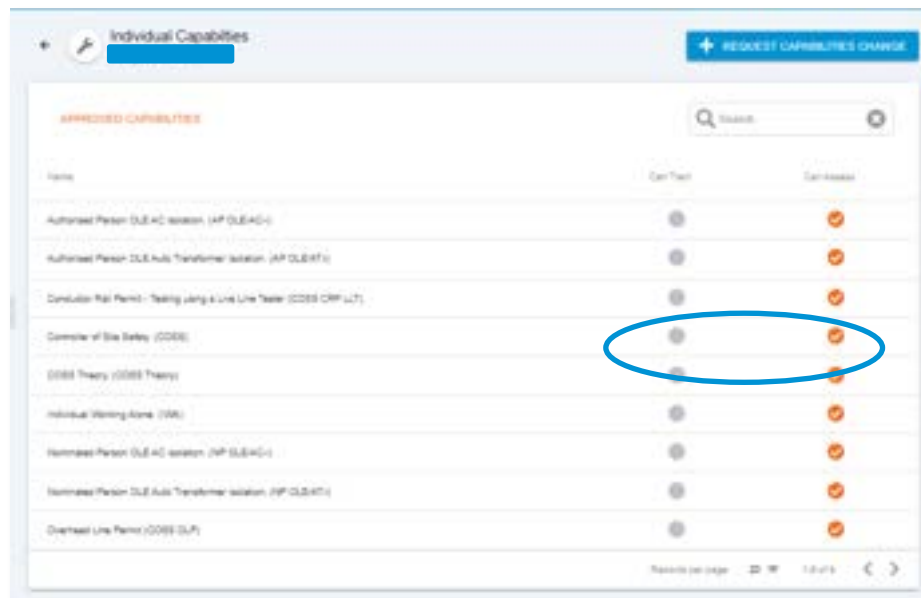 Individual Capabilties
REQUEST CAPABILITIES CHANGE
APPROVED CAPABILITIES
Search
Name
Can Train
Can Assess
Authorised Person OLE AC isolation. (AP OLE-AC-I)
Authorised Person OLE Auto Transformer isolation. (AP OLE-AT-I)
Conductor Rail Permit - Testing using a Live Line Tester (COSS CRP LLT)
Controller of Site Safety. (COSS)
COSS Theory. (COSS Theory)
Individual Working Alone. (IWA)
Nominated Person OLE AC isolation. (NP OLE-AC-I)
Nominated Person OLE Auto Transformer isolation. (NP OLE-AT-I)
Overhead Line Permit (COSS OLP)
Records per page